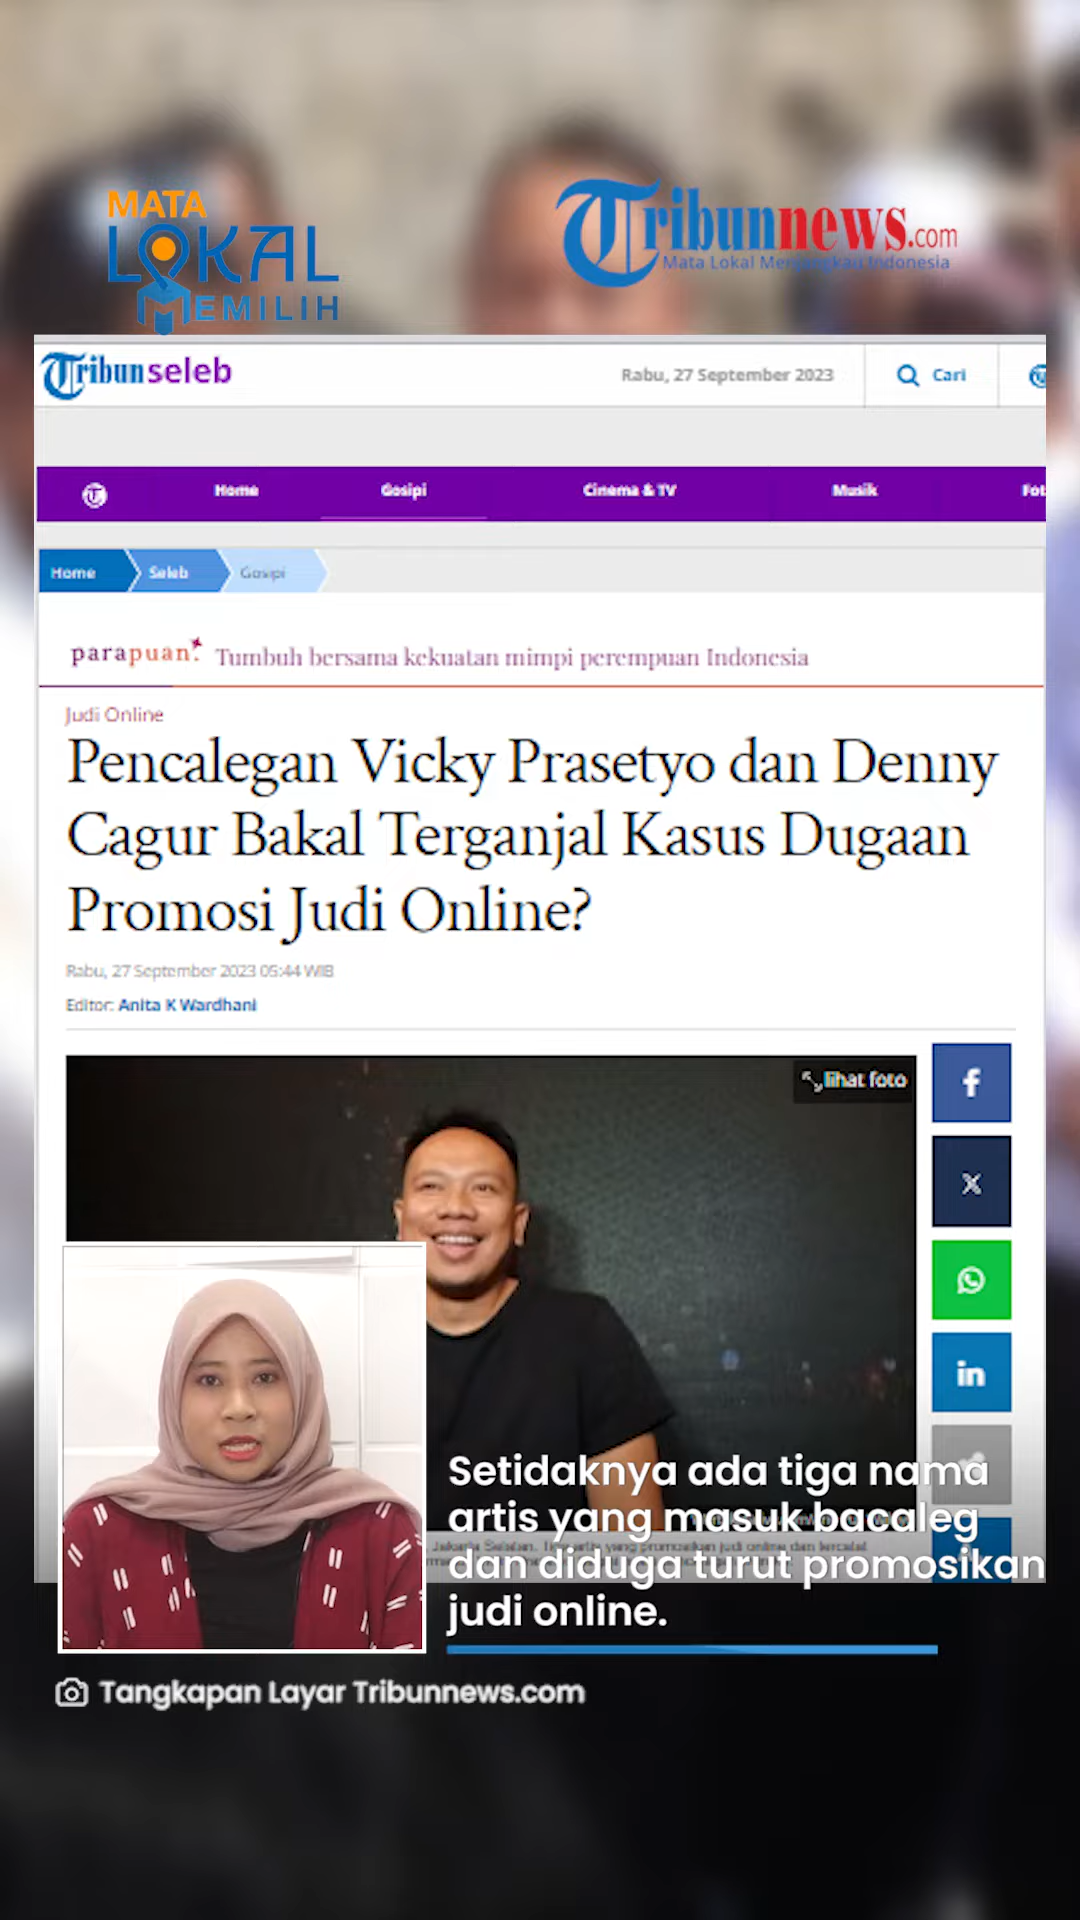 MATA
LOKAL
MEMILIH
Tribunnews.com
Mata Lokal Menjangkau Indonesia
Tribunseleb
Rabu, 27 September 2023
Cari
Home
Gosipi
Cinema & TV
Musik
Fot
Home
Seleb
Gosipi
parapuan. Tumbuh bersama kekuatan mimpi perempuan Indonesia
Judi Online
Pencalegan Vicky Prasetyo dan Denny
Cagur Bakal Terganjal Kasus Dugaan
Promosi Judi Online?
Rabu, 27 September 2023 05:44 WIB
Editor: Anita K Wardhani
lihat foto
Setidaknya ada tiga nama
artis yang masuk bacaleg
dan diduga turut promosikan
judi online.
Tangkapan Layar Tribunnews.com